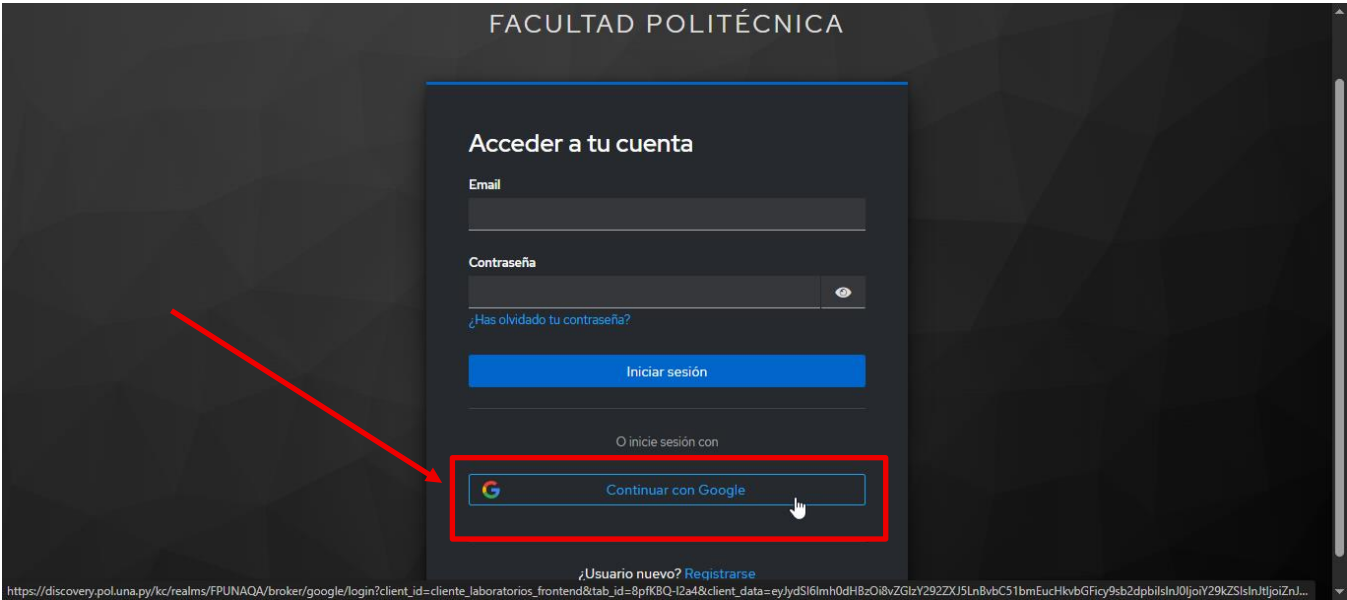 FACULTAD POLITÉCNICA
Acceder a tu cuenta
Email
Contraseña
¿Has olvidado tu contraseña?
Iniciar sesión
O inicie sesión con
Continuar con Google
¿Usuario nuevo? Registrarse
https://discovery.pol.una.py/kc/realms/FPUNAQA/broker/google/login?client_id=cliente_laboratorios_frontend&tab_id=8pfKBQ-I2a4&client_data=eyJydSI6Imh0dHBzOi8vZGlzY292ZXJ5LnBvbC51bmEucHkvbGFicy9sb2dpbiIsInJ0IjoiY29kZSIsInJtIjoiZnJ...